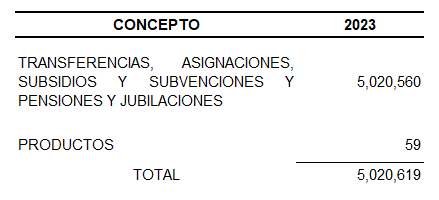 CONCEPTO 2023
TRANSFERENCIAS, ASIGNACIONES,
SUBSIDIOS Y SUBVENCIONES Y 5,020,560
PENSIONES Y JUBILACIONES
PRODUCTOS 59
TOTAL 5,020,619